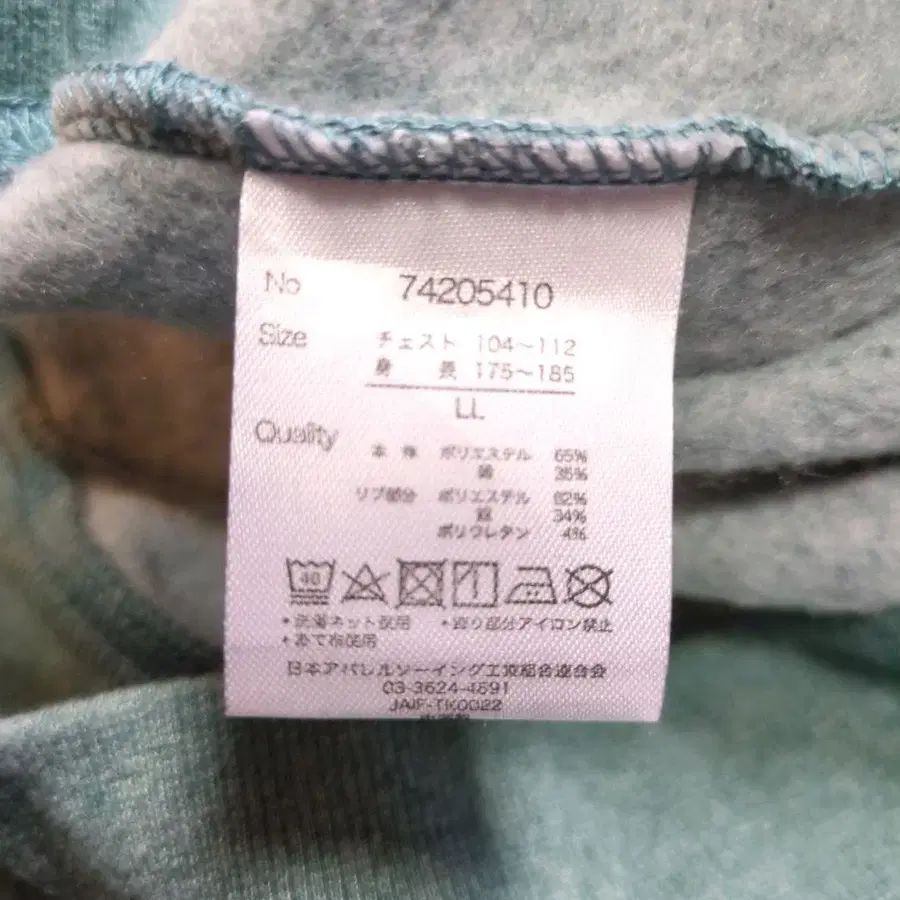 No 74205410
Size チェスト 104～112
身 長 175～185
LL
Quality
本 体 ポリエステル 65%
綿 35%
リブ部分 ポリエステル 62%
綿 34%
ポリウレタン 4%
40
・洗濯ネット使用 ・飾り部分アイロン禁止
・あて布使用
日本アパレルソーイング工業組合連合会
03-3624-4891
JAIF-TK0022